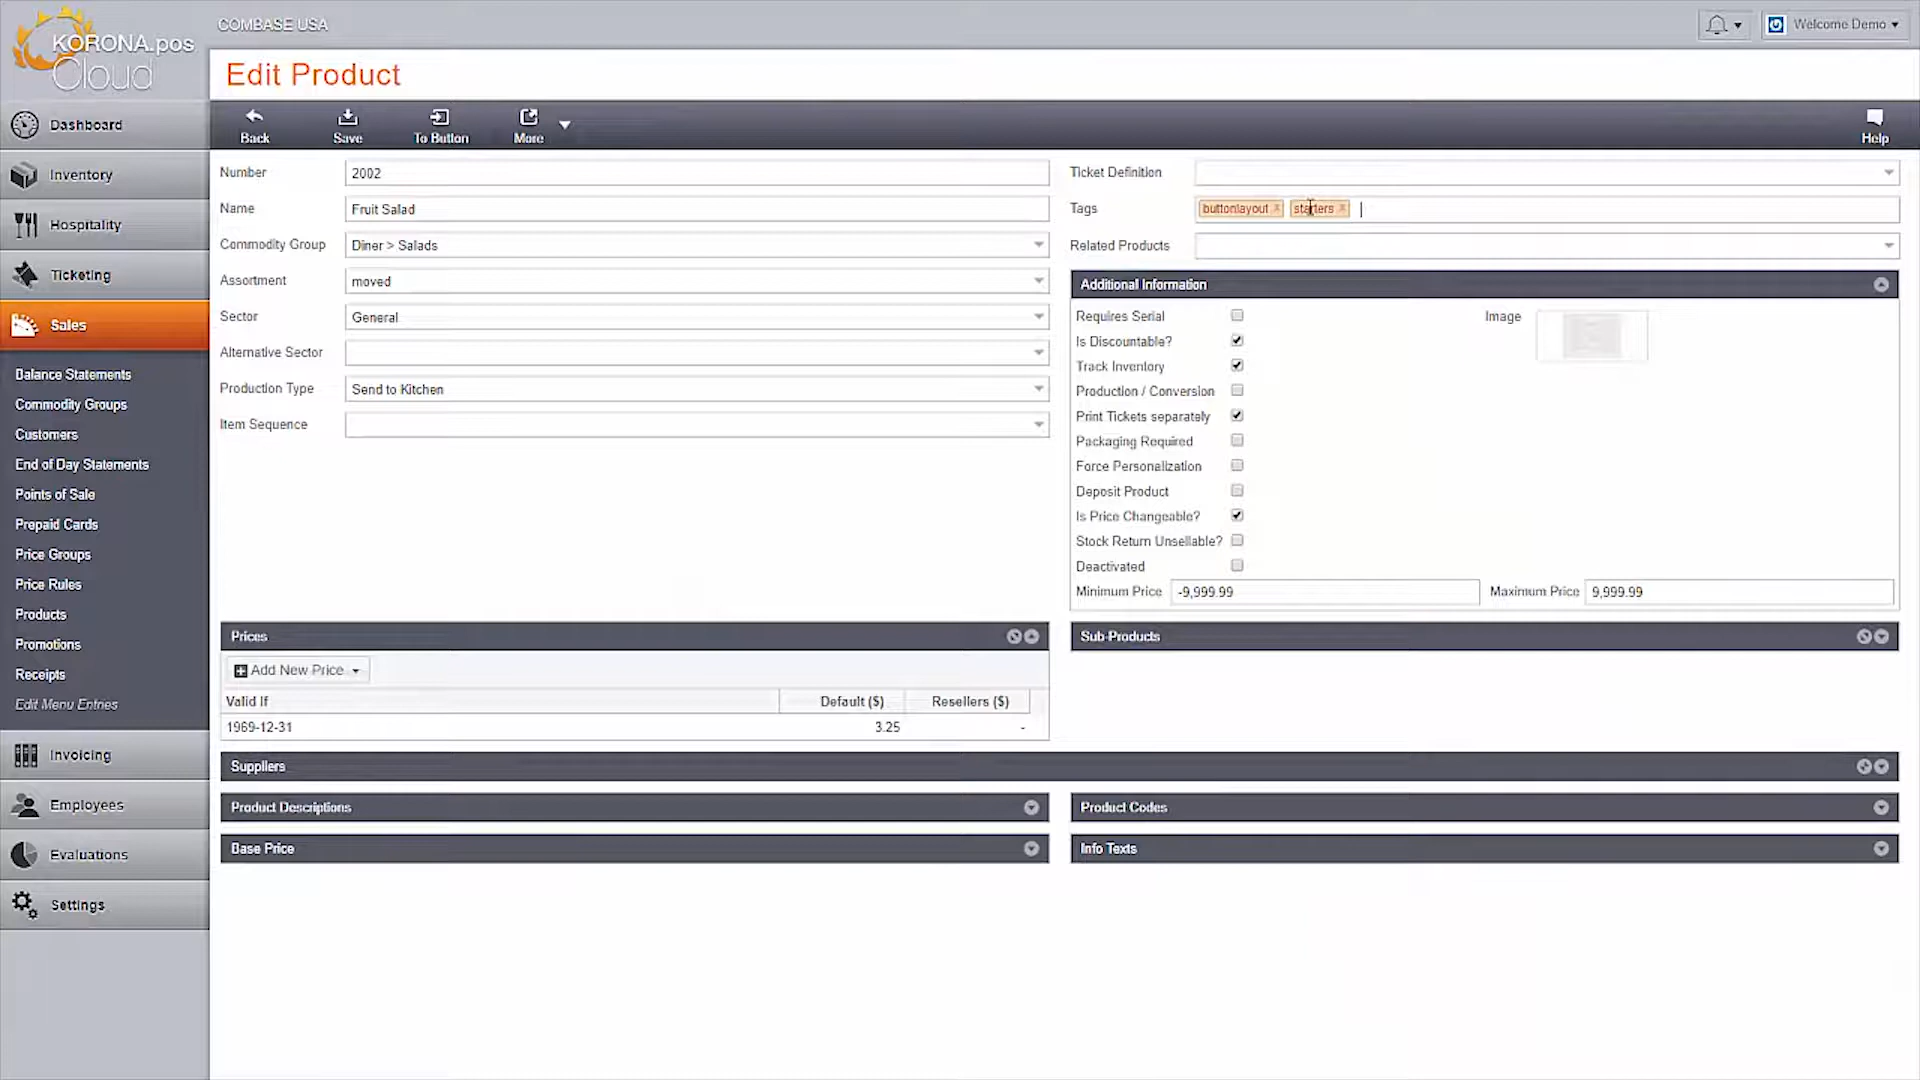 KORONA.pos
Cloud
COMBASE USA
Welcome Demo
Edit Product
Back
Save
To Button
More
Help
Dashboard
Inventory
Hospitality
Ticketing
Sales
Balance Statements
Commodity Groups
Customers
End of Day Statements
Points of Sale
Prepaid Cards
Price Groups
Price Rules
Products
Promotions
Receipts
Edit Menu Entries
Invoicing
Employees
Evaluations
Settings
Number 2002
Name Fruit Salad
Commodity Group Diner > Salads
Assortment moved
Sector General
Alternative Sector
Production Type Send to Kitchen
Item Sequence
Ticket Definition
Tags buttonlayout x starters x
Related Products
Additional Information
Requires Serial
Image
Is Discountable?
Track Inventory
Production / Conversion
Print Tickets separately
Packaging Required
Force Personalization
Deposit Product
Is Price Changeable?
Stock Return Unsellable?
Deactivated
Minimum Price -9,999.99 Maximum Price 9,999.99
Prices
Add New Price
Valid If Default ($) Resellers ($)
1969-12-31 3.25 -
Sub-Products
Suppliers
Product Descriptions
Product Codes
Base Price
Info Texts